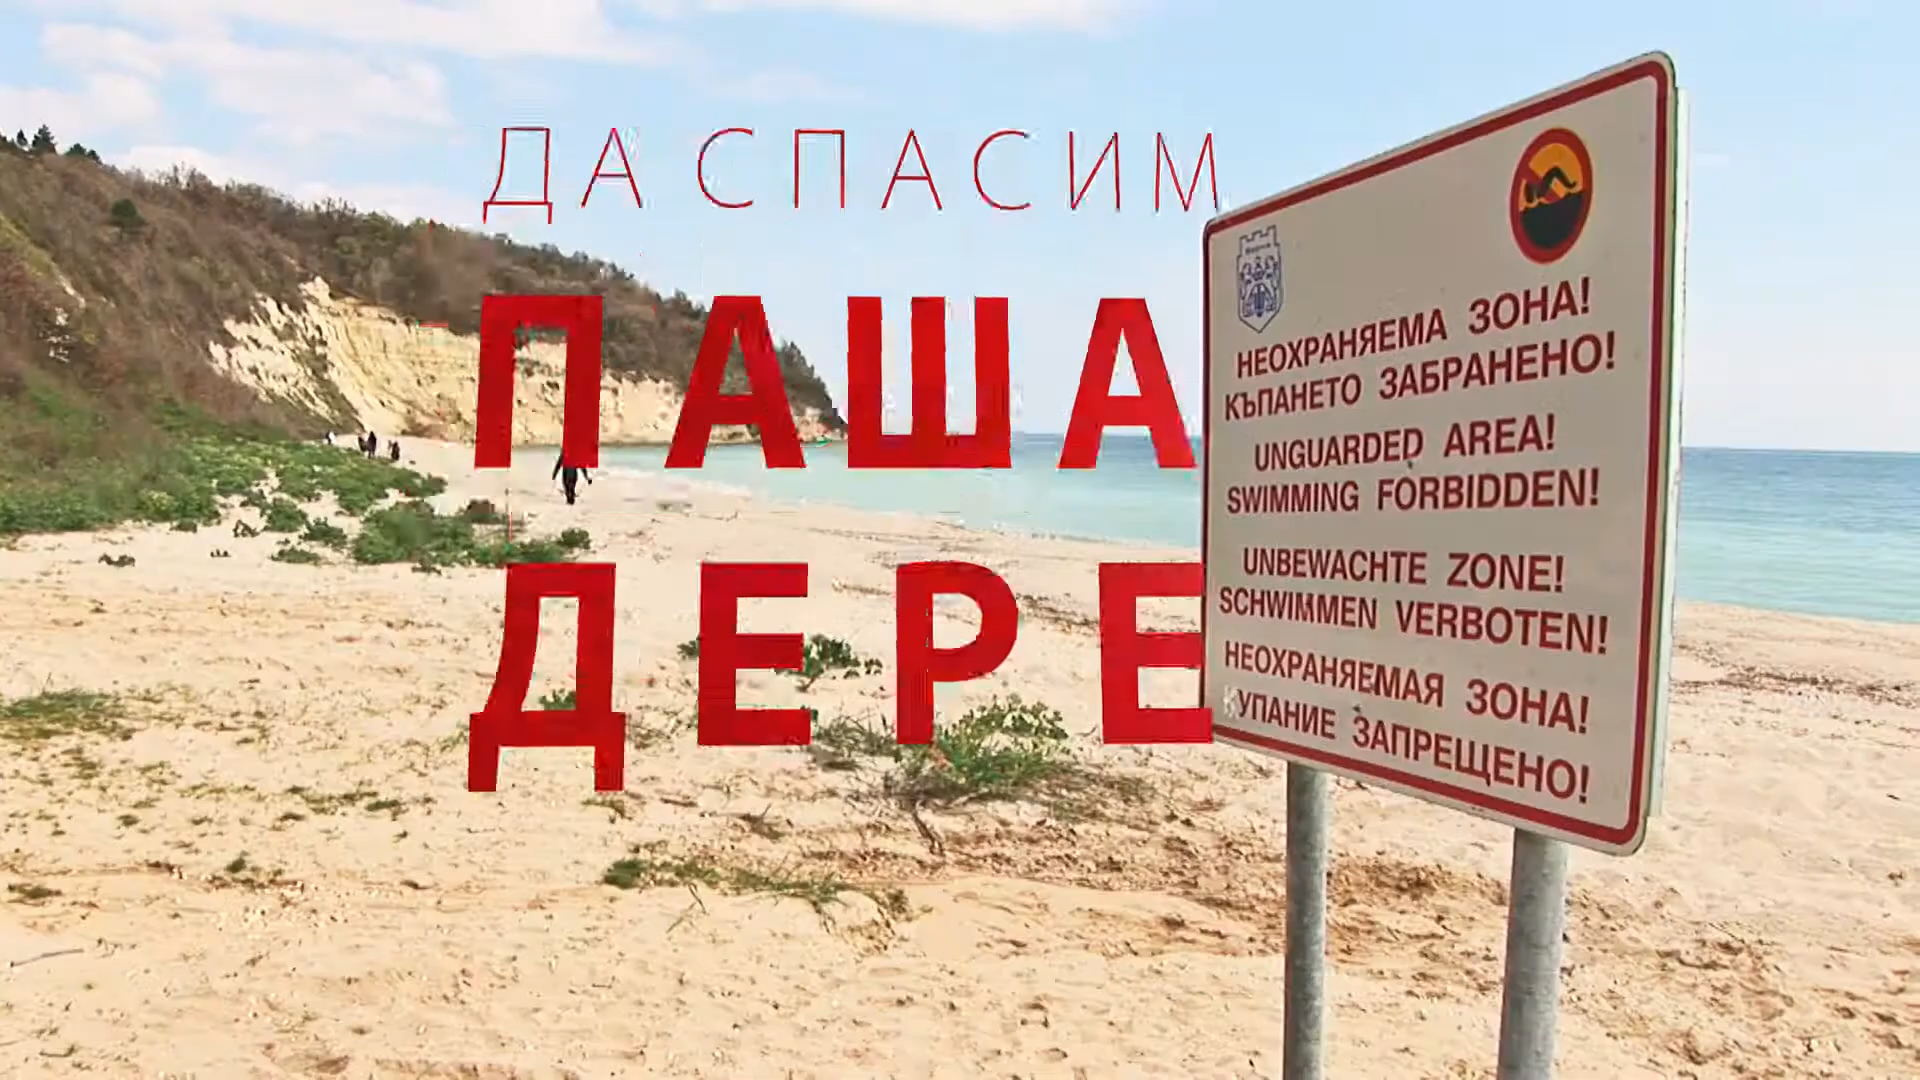 ДА СПАСИМ
ПАША
ДЕРЕ
НЕОХРАНЯЕМА ЗОНА!
КЪПАНЕТО ЗАБРАНЕНО!
UNGUARDED AREA!
SWIMMING FORBIDDEN!
UNBEWACHTE ZONE!
SCHWIMMEN VERBOTEN!
НЕОХРАНЯЕМАЯ ЗОНА!
КУПАНИЕ ЗАПРЕЩЕНО!